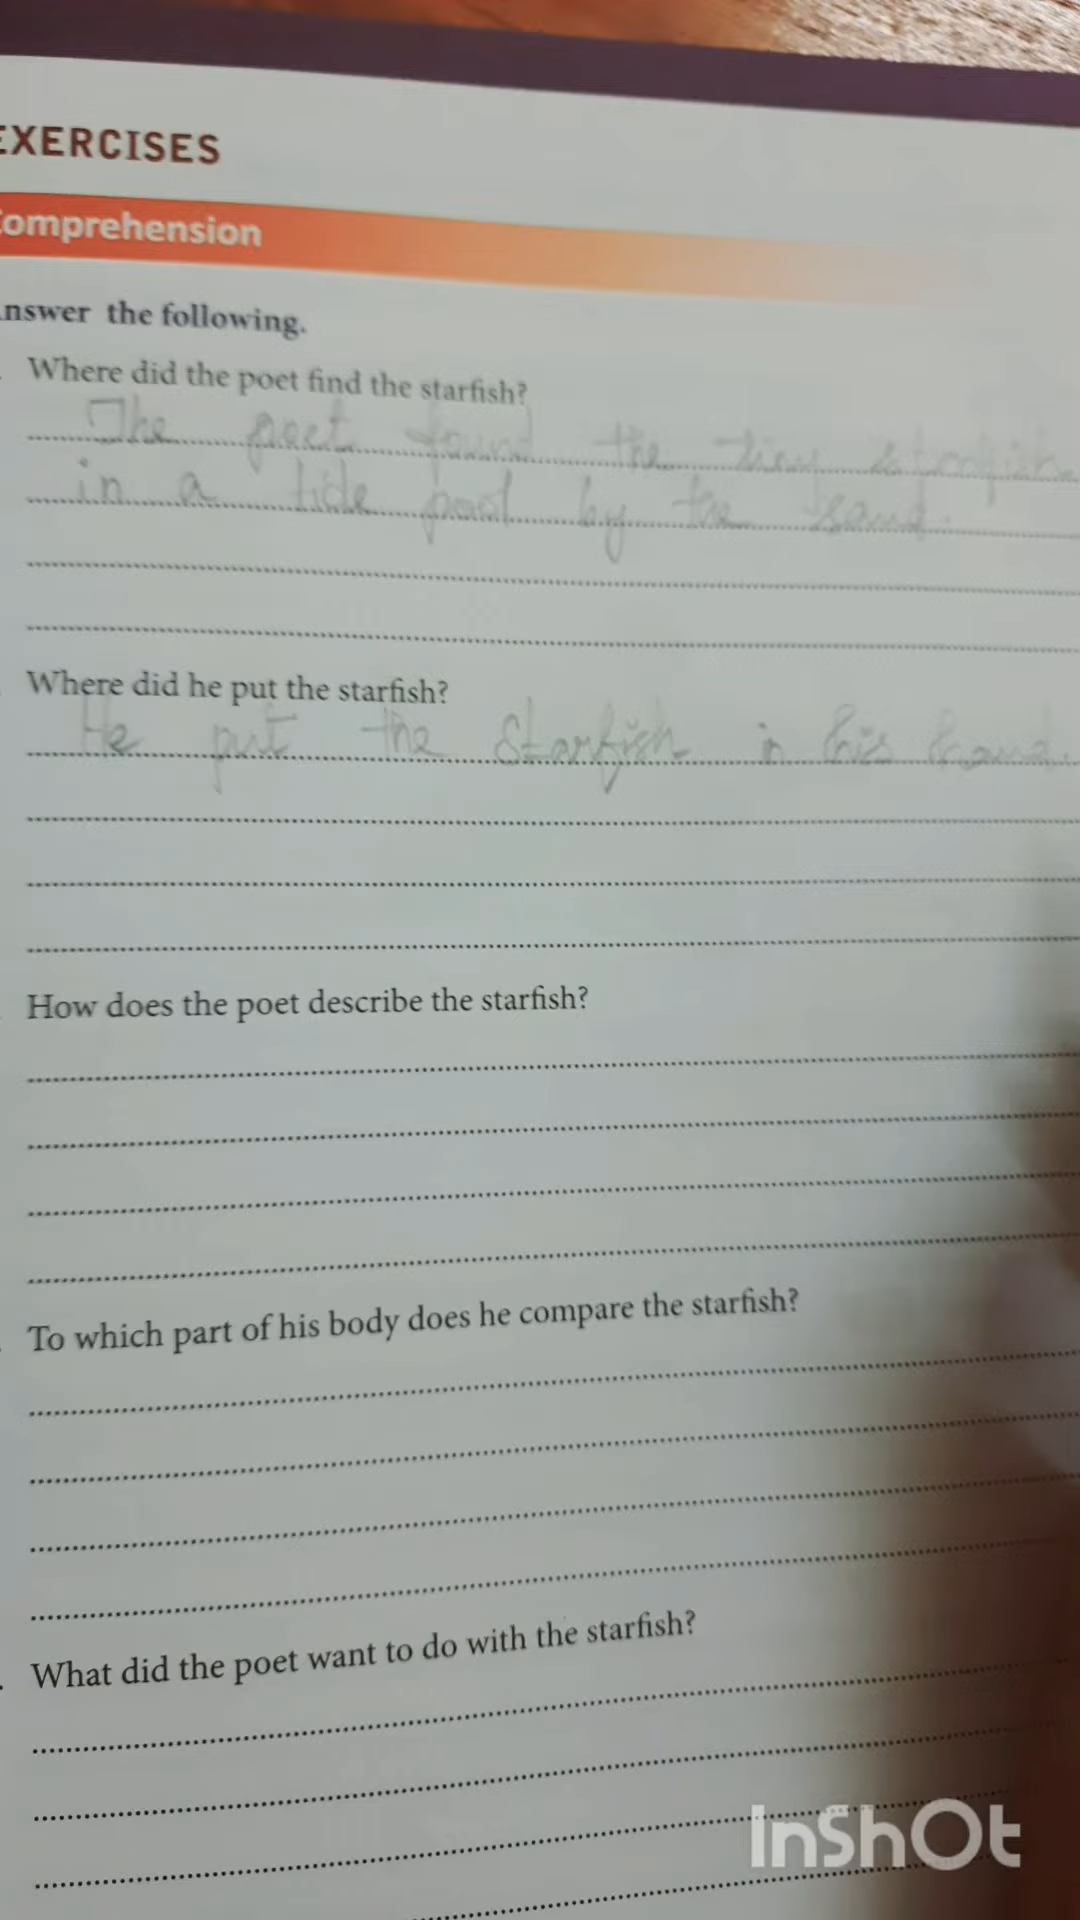 EXERCISES
Comprehension
nswer the following.
Where did the poet find the starfish?
The poet found the tiny starfish
in a tide pool by the sand.
Where did he put the starfish?
He put the Starfish in his hand.
How does the poet describe the starfish?
To which part of his body does he compare the starfish?
What did the poet want to do with the starfish?
InShOt